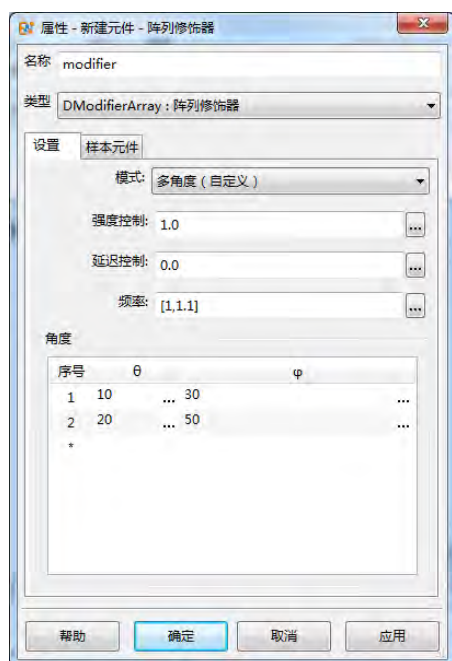 属性 - 新建元件 - 阵列修饰器
名称 modifier
类型 DModifierArray : 阵列修饰器
设置 样本元件
模式: 多角度 ( 自定义 )
强度控制: 1.0 ...
延迟控制: 0.0 ...
频率: [1,1.1] ...
角度
序号 θ φ
1 10 ... 30 ...
2 20 ... 50 ...
*
帮助 确定 取消 应用